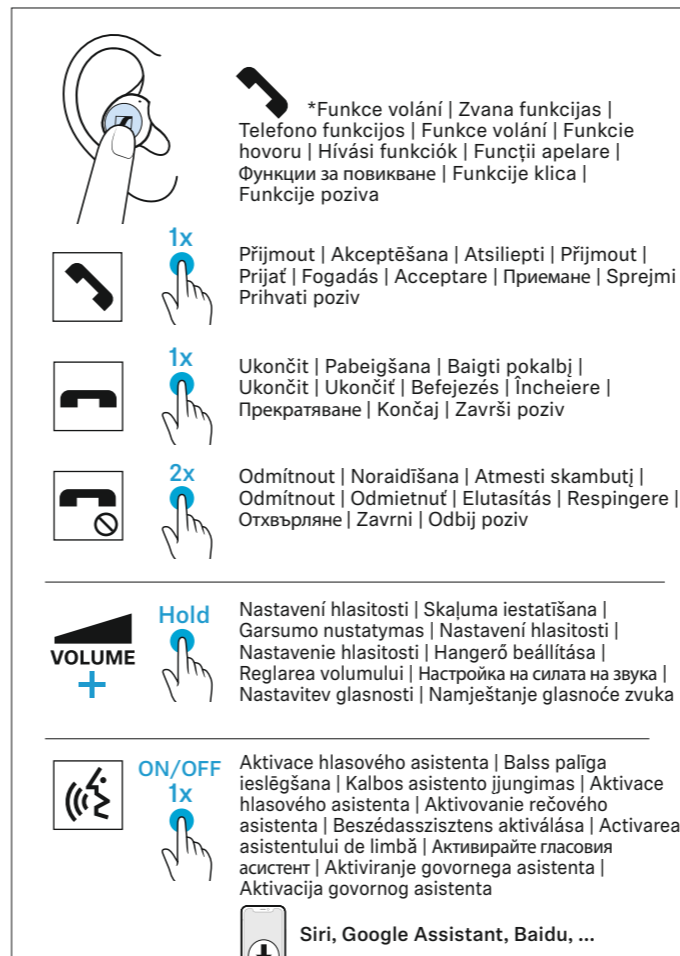 *Funkce volání | Zvana funkcijas |
Telefono funkcijos | Funkce volání | Funkcie
hovoru | Hívási funkciók | Funcții apelare |
Функции за повикване | Funkcije klica |
Funkcije poziva
1x
Přijmout | Akceptēšana | Atsiliepti | Přijmout |
Prijať | Fogadás | Acceptare | Приемане | Sprejmi
Prihvati poziv
1x
Ukončit | Pabeigšana | Baigti pokalbį |
Ukončit | Ukončiť | Befejezés | Încheiere |
Прекратяване | Končaj | Završi poziv
2x
Odmítnout | Noraidīšana | Atmesti skambutį |
Odmítnout | Odmietnuť | Elutasítás | Respingere |
Отхвърляне | Zavrni | Odbij poziv
VOLUME
+
Hold
Nastavení hlasitosti | Skaļuma iestatīšana |
Garsumo nustatymas | Nastavení hlasitosti |
Nastavenie hlasitosti | Hangerő beállítása |
Reglarea volumului | Настройка на силата на звука |
Nastavitev glasnosti | Namještanje glasnoće zvuka
ON/OFF
1x
Aktivace hlasového asistenta | Balss palīga
ieslēgšana | Kalbos asistento įjungimas | Aktivace
hlasového asistenta | Aktivovanie rečového
asistenta | Beszédasszisztens aktiválása | Activarea
asistentului de limbă | Активирайте гласовия
асистент | Aktiviranje govornega asistenta |
Aktivacija govornog asistenta
Siri, Google Assistant, Baidu, ...